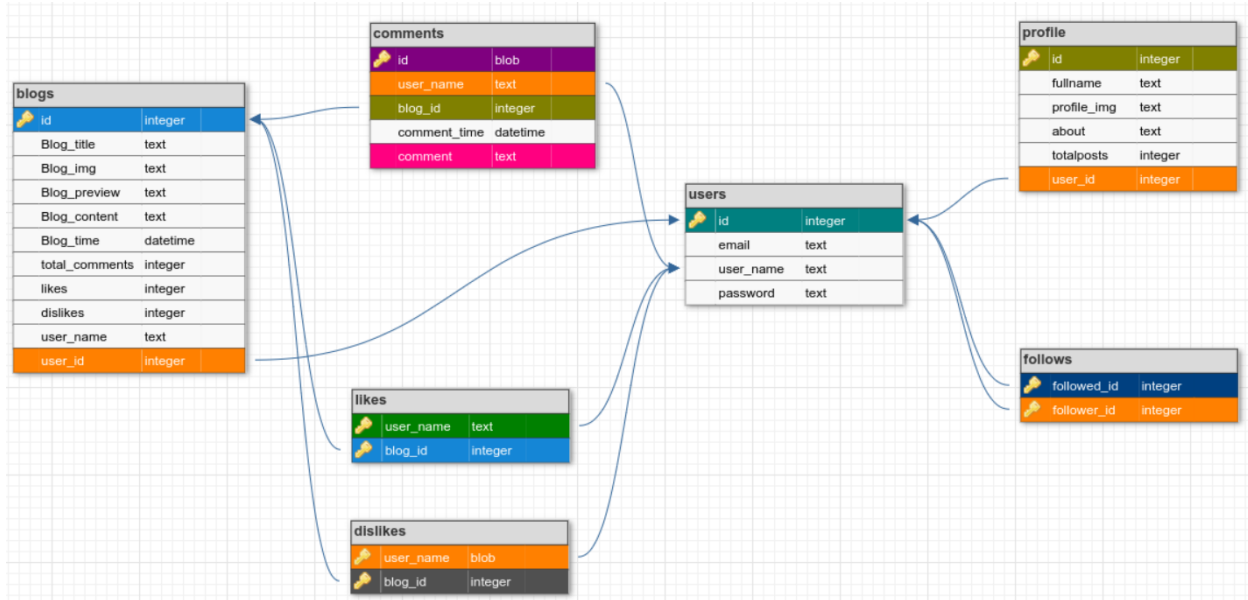 blogs
id integer
Blog_title text
Blog_img text
Blog_preview text
Blog_content text
Blog_time datetime
total_comments integer
likes integer
dislikes integer
user_name text
user_id integer
comments
id blob
user_name text
blog_id integer
comment_time datetime
comment text
likes
user_name text
blog_id integer
dislikes
user_name blob
blog_id integer
users
id integer
email text
user_name text
password text
profile
id integer
fullname text
profile_img text
about text
totalposts integer
user_id integer
follows
followed_id integer
follower_id integer